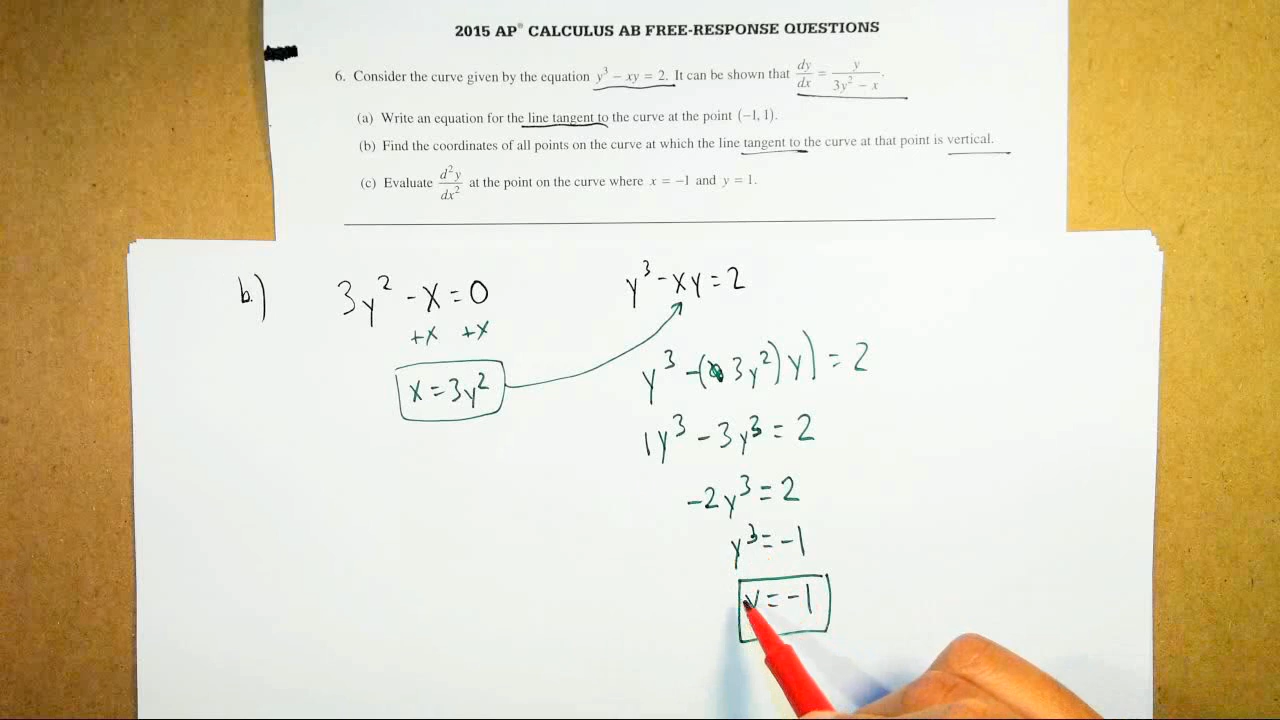 2015 AP® CALCULUS AB FREE-RESPONSE QUESTIONS
6. Consider the curve given by the equation y³ − xy = 2. It can be shown that dy/dx = y/(3y² − x).
(a) Write an equation for the line tangent to the curve at the point (−1, 1).
(b) Find the coordinates of all points on the curve at which the line tangent to the curve at that point is vertical.
(c) Evaluate d²y/dx² at the point on the curve where x = −1 and y = 1.
b.) 3y² - x = 0
+x +x
x = 3y²
y³ - xy = 2
y³ - (3y²)y) = 2
1y³ - 3y³ = 2
-2y³ = 2
y³ = -1
y = -1